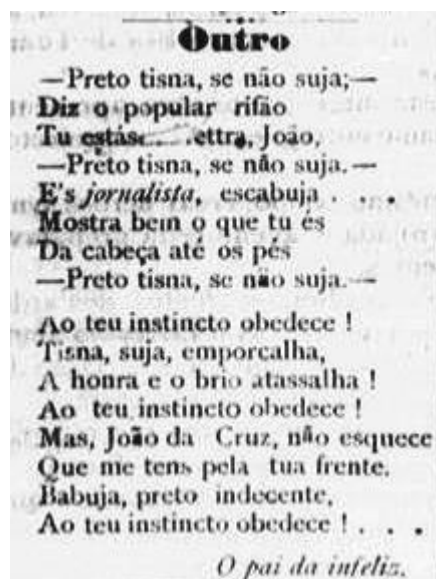 Outro
—Preto tisna, se não suja;—
Diz o popular rifão
Tu estás.... ettra, João,
—Preto tisna, se não suja.—
E's jornalista, escabuja . . .
Mostra bem o que tu és
Da cabeça até os pés
—Preto tisna, se não suja.—
Ao teu instincto obedece !
Tisna, suja, emporcalha,
A honra e o brio atassalha !
Ao teu instincto obedece !
Mas, João da Cruz, não esquece
Que me tens pela tua frente.
Babuja, preto indecente,
Ao teu instincto obedece ! . . .
O pai da infeliz.